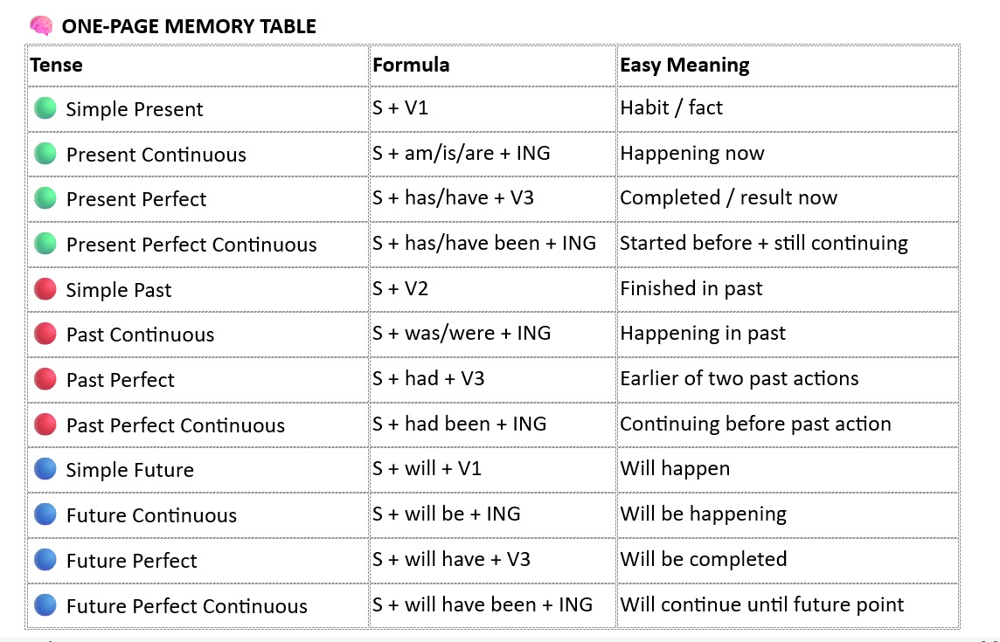 🧠 ONE-PAGE MEMORY TABLE
Tense Formula Easy Meaning
🟢 Simple Present S + V1 Habit / fact
🟢 Present Continuous S + am/is/are + ING Happening now
🟢 Present Perfect S + has/have + V3 Completed / result now
🟢 Present Perfect Continuous S + has/have been + ING Started before + still continuing
🔴 Simple Past S + V2 Finished in past
🔴 Past Continuous S + was/were + ING Happening in past
🔴 Past Perfect S + had + V3 Earlier of two past actions
🔴 Past Perfect Continuous S + had been + ING Continuing before past action
🔵 Simple Future S + will + V1 Will happen
🔵 Future Continuous S + will be + ING Will be happening
🔵 Future Perfect S + will have + V3 Will be completed
🔵 Future Perfect Continuous S + will have been + ING Will continue until future point